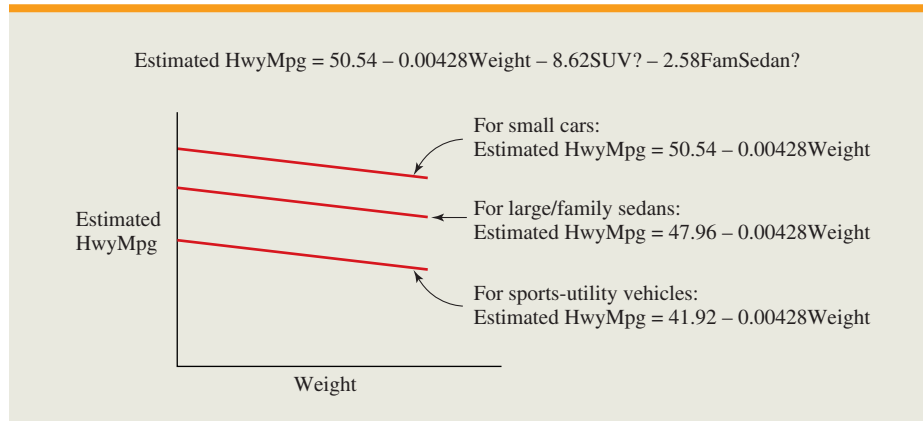 Estimated HwyMpg = 50.54 – 0.00428Weight – 8.62SUV? – 2.58FamSedan?
For small cars:
Estimated HwyMpg = 50.54 – 0.00428Weight
For large/family sedans:
Estimated HwyMpg = 47.96 – 0.00428Weight
Estimated
HwyMpg
For sports-utility vehicles:
Estimated HwyMpg = 41.92 – 0.00428Weight
Weight